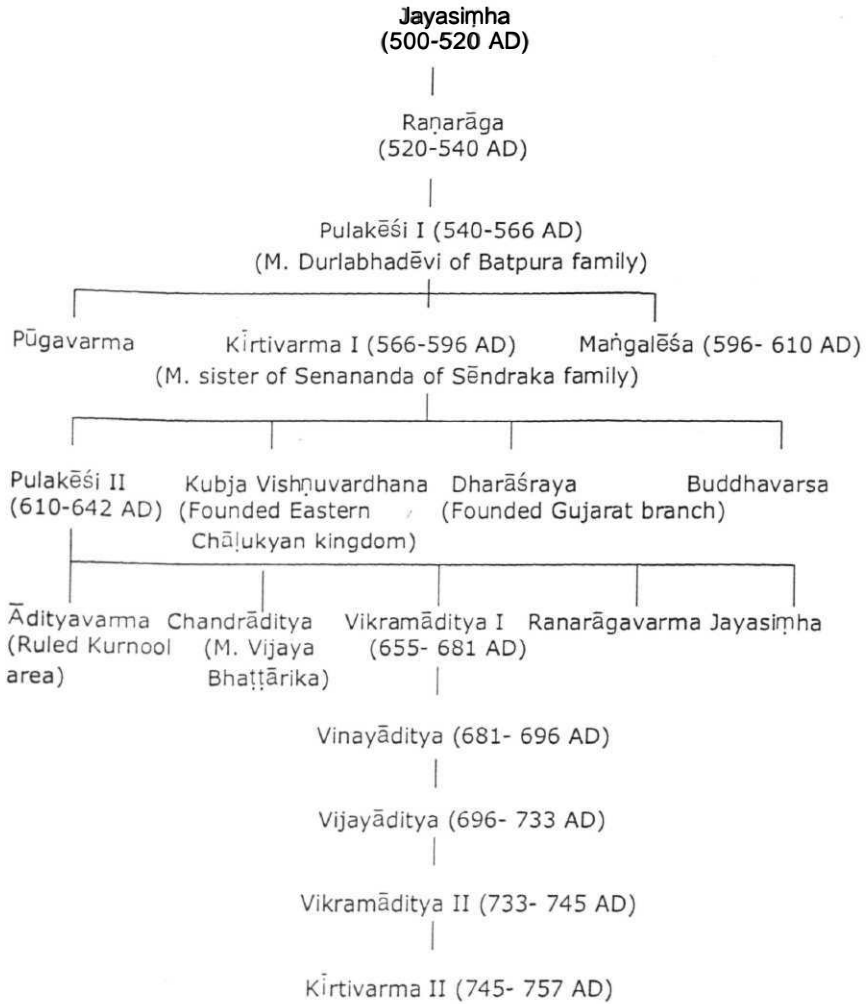 Jayasiṃha
(500-520 AD)
Raṇarāga
(520-540 AD)
Pulakēśi I (540-566 AD)
(M. Durlabhadēvi of Batpura family)
Pūgavarma Kīrtivarma I (566-596 AD) Maṅgalēśa (596- 610 AD)
(M. sister of Senananda of Sēndraka family)
Pulakēśi II Kubja Vishṇuvardhana Dharāśraya Buddhavarsa
(610-642 AD) (Founded Eastern (Founded Gujarat branch)
Chāḷukyan kingdom)
Ādityavarma Chandrāditya Vikramāditya I Ranarāgavarma Jayasiṃha
(Ruled Kurnool (M. Vijaya (655- 681 AD)
area) Bhaṭṭārika)
Vinayāditya (681- 696 AD)
Vijayāditya (696- 733 AD)
Vikramāditya II (733- 745 AD)
Kīrtivarma II (745- 757 AD)